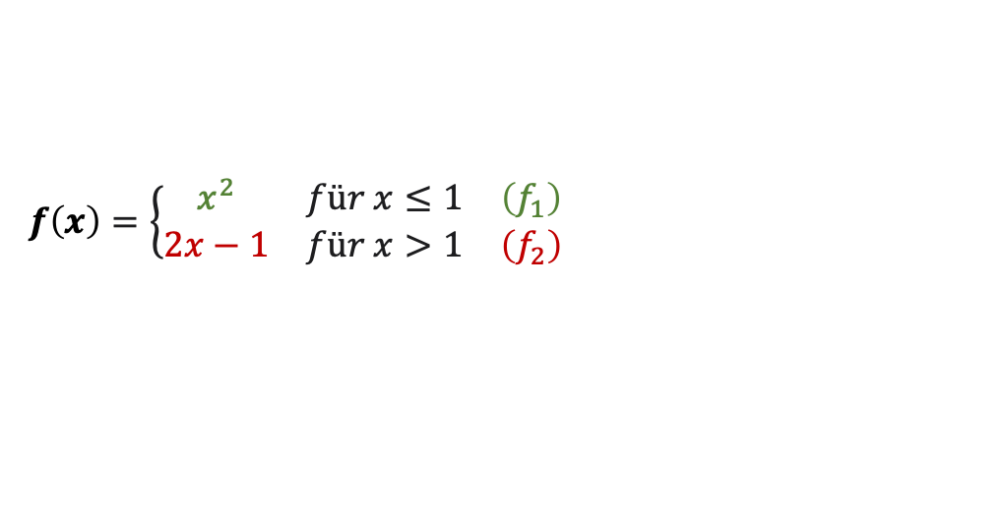 f(x) = { x² für x ≤ 1 (f₁)
2x − 1 für x > 1 (f₂)